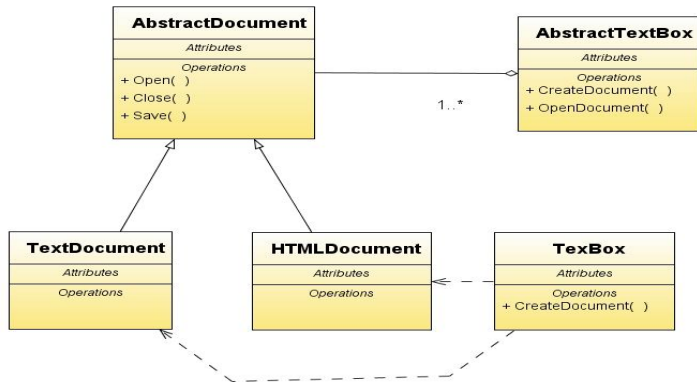 AbstractDocument
Attributes
Operations
+ Open( )
+ Close( )
+ Save( )
AbstractTextBox
Attributes
Operations
+ CreateDocument( )
+ OpenDocument( )
1..*
TextDocument
Attributes
Operations
HTMLDocument
Attributes
Operations
TexBox
Attributes
Operations
+ CreateDocument( )